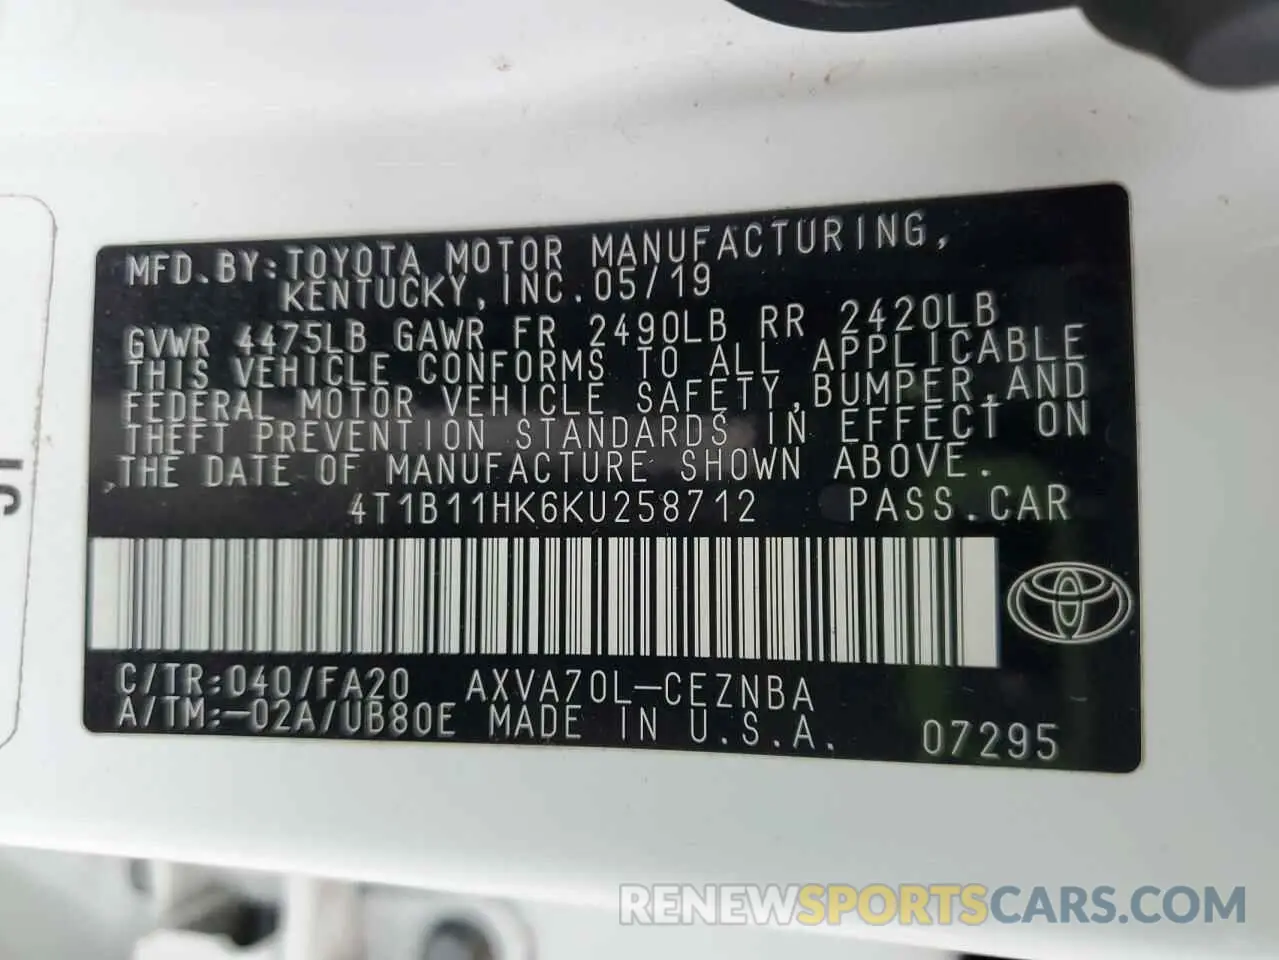 MFD. BY: TOYOTA MOTOR MANUFACTURING,
KENTUCKY, INC. 05/19
GVWR 4475LB GAWR FR 2490LB RR 2420LB
THIS VEHICLE CONFORMS TO ALL APPLICABLE
FEDERAL MOTOR VEHICLE SAFETY, BUMPER, AND
THEFT PREVENTION STANDARDS IN EFFECT ON
THE DATE OF MANUFACTURE SHOWN ABOVE.
4T1B11HK6KU258712 PASS. CAR
C/TR: 040/FA20 AXVA70L-CEZNBA
A/TM: -02A/UB80E MADE IN U.S.A. 07295
RENEWSPORTSCARS.COM